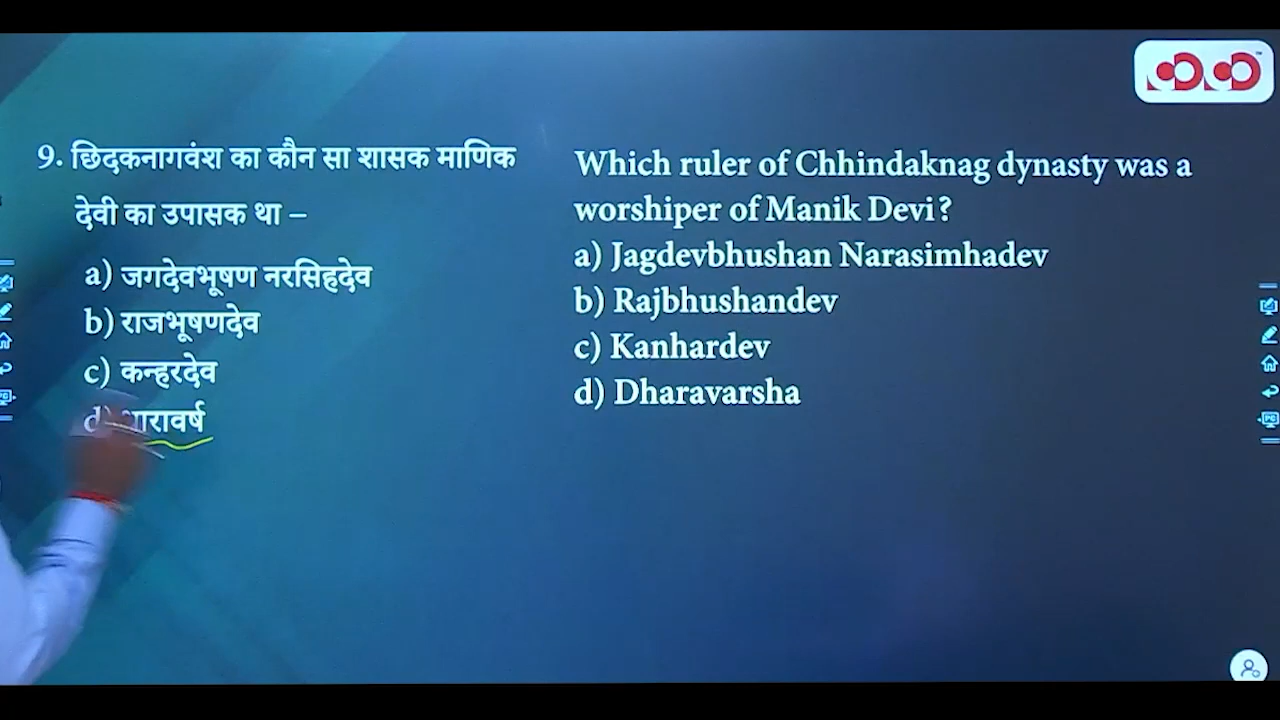 9. छिदकनागवंश का कौन सा शासक माणिक
देवी का उपासक था –
a) जगदेवभूषण नरसिहदेव
b) राजभूषणदेव
c) कन्हरदेव
d)
Which ruler of Chhindaknag dynasty was a
worshiper of Manik Devi?
a) Jagdevbhushan Narasimhadev
b) Rajbhushandev
c) Kanhardev
d) Dharavarsha